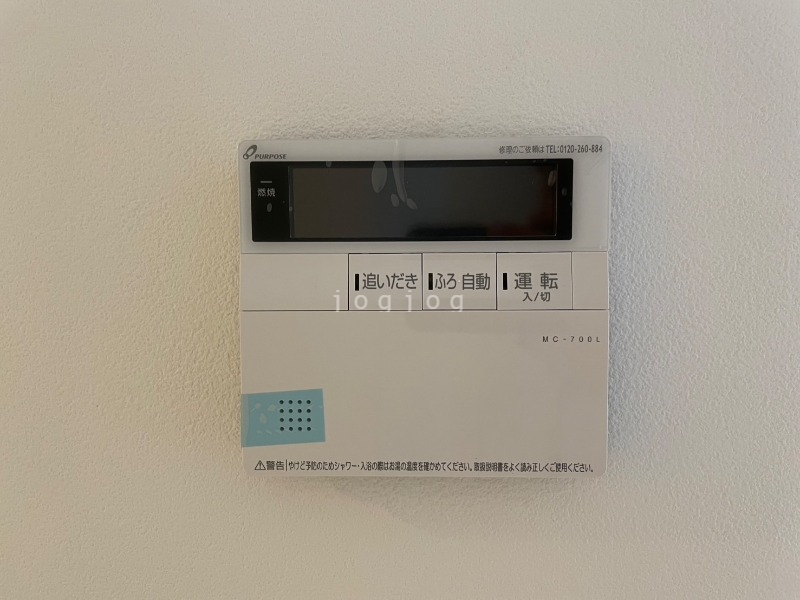 PURPOSE
修理のご依頼は TEL:0120-260-884
燃焼
追いだき
ふろ 自動
運転
入/切
jogjog
MC-700L
⚠警告 やけど予防のためシャワー・入浴の際はお湯の温度を確かめてください。取扱説明書をよく読み正しくご使用ください。